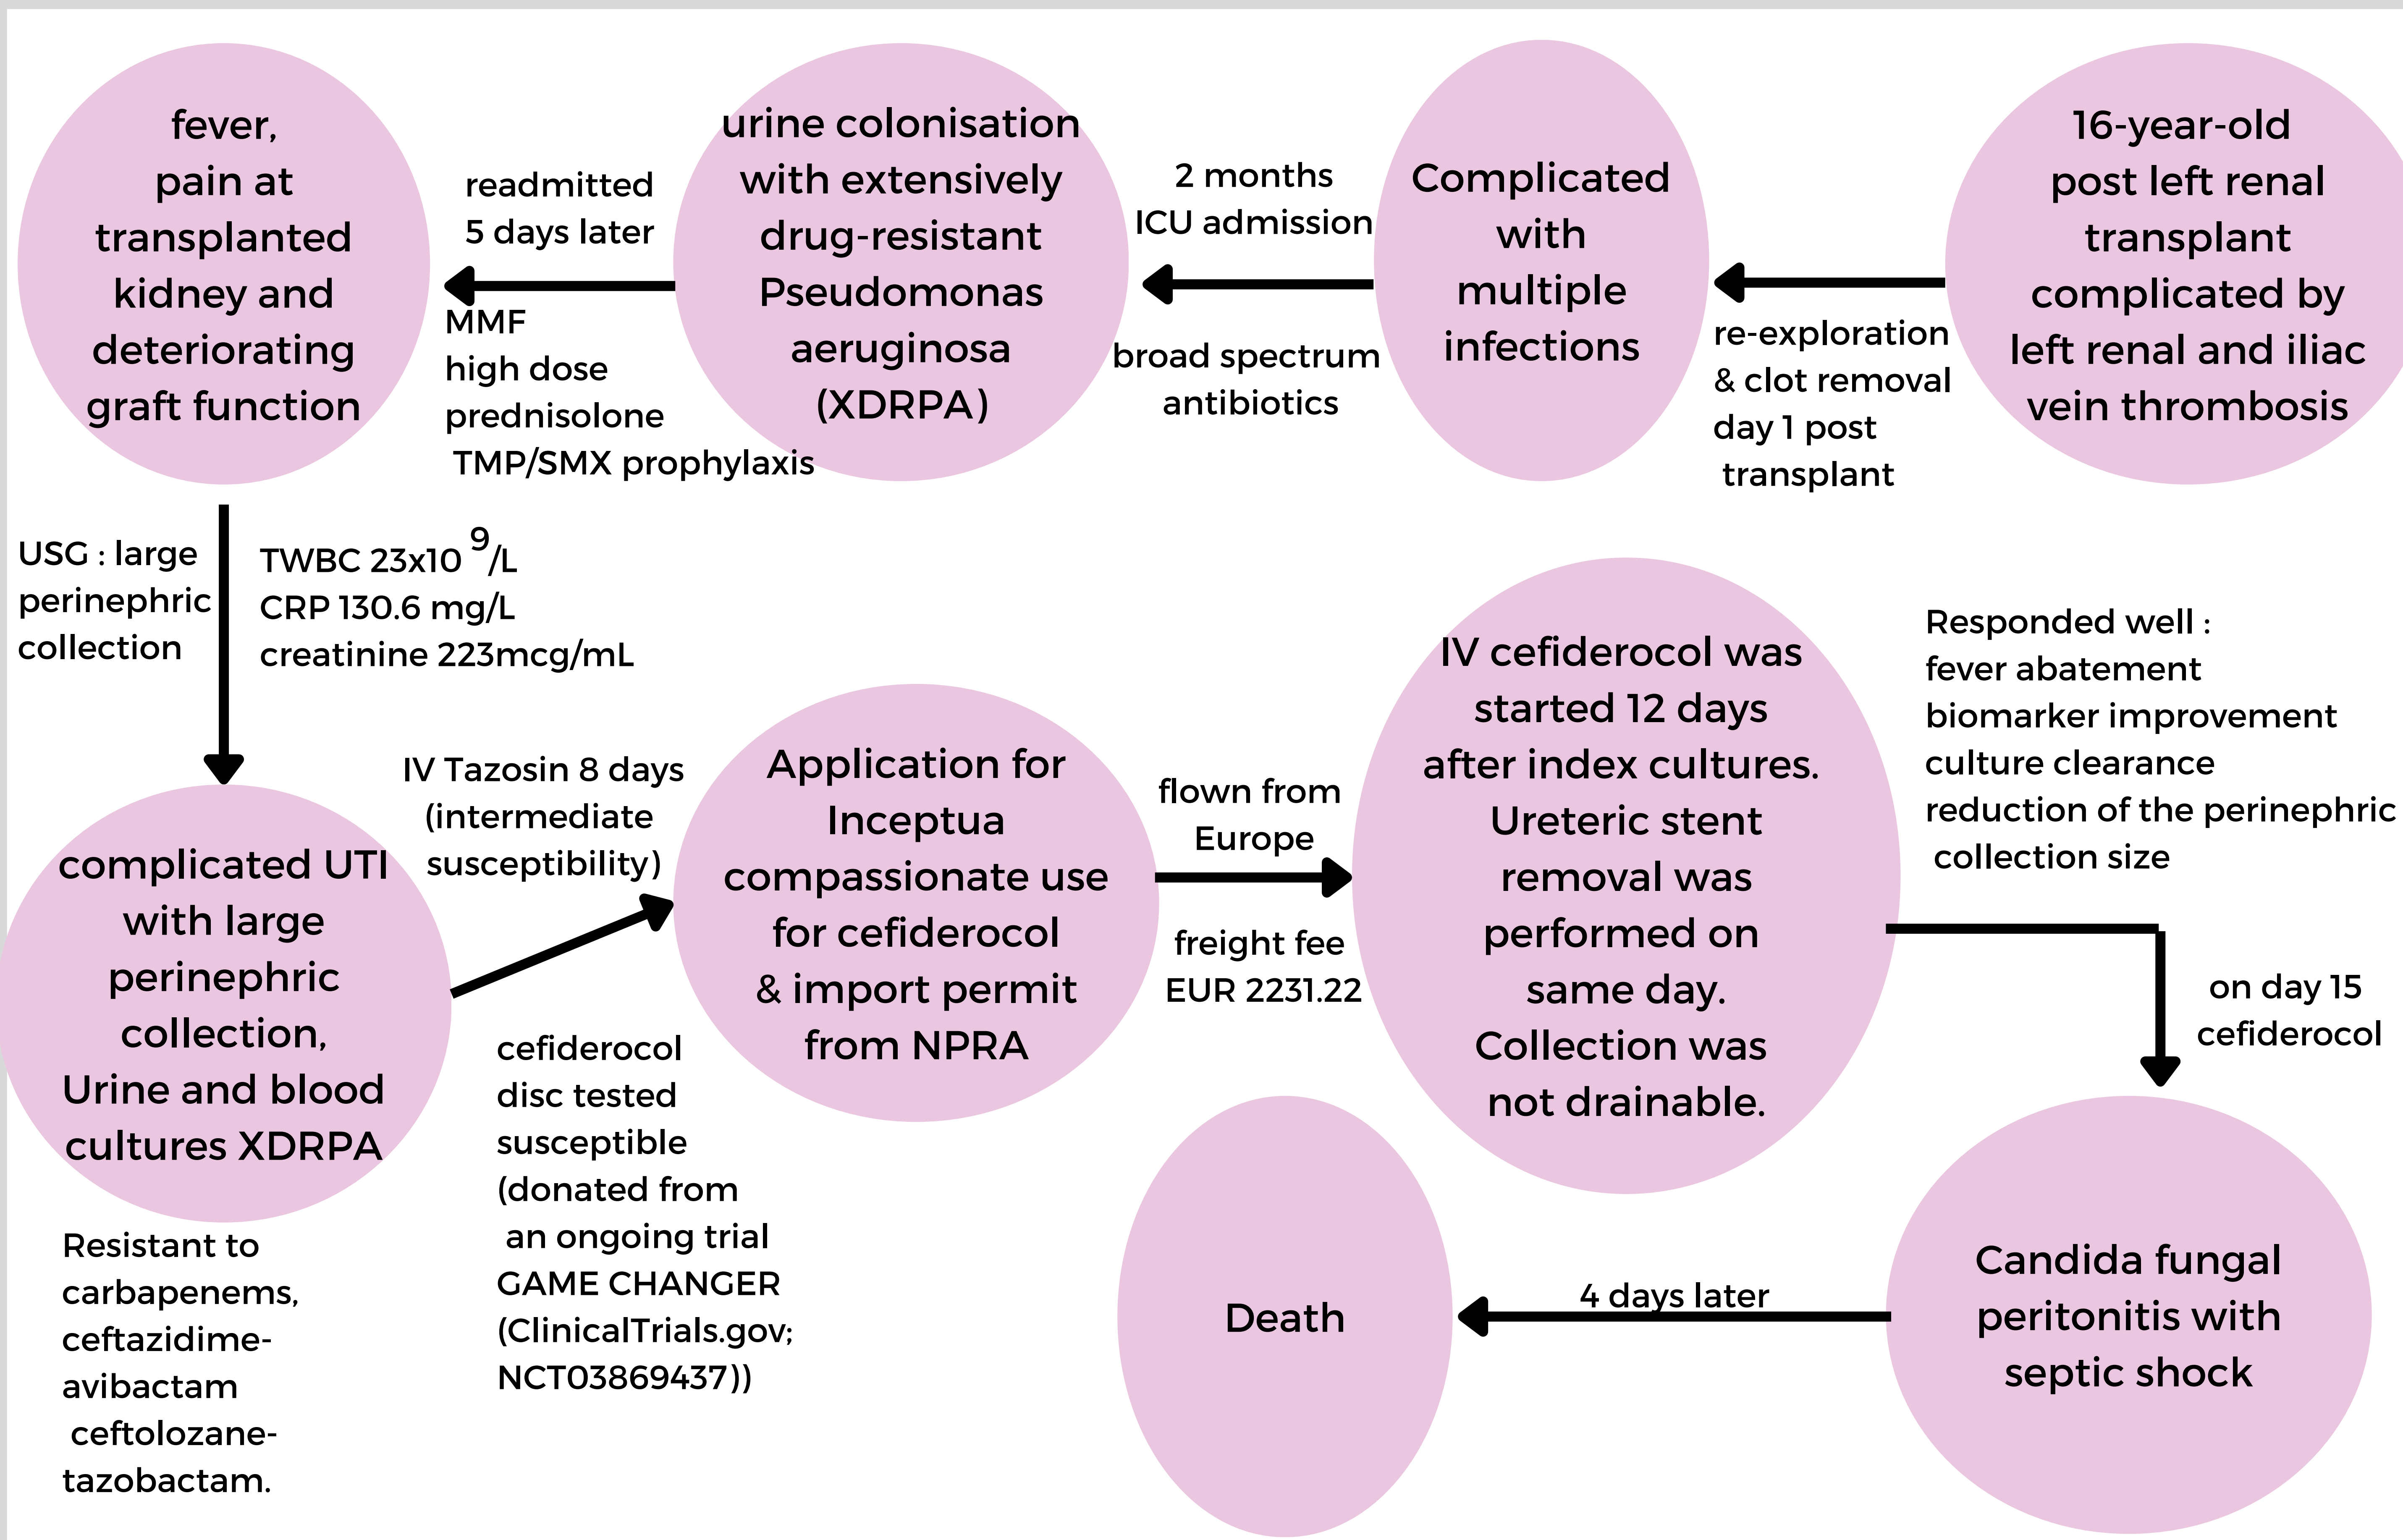 16-year-old
post left renal
transplant
complicated by
left renal and iliac
vein thrombosis
re-exploration
& clot removal
day 1 post
transplant
Complicated
with
multiple
infections
2 months
ICU admission
broad spectrum
antibiotics
urine colonisation
with extensively
drug-resistant
Pseudomonas
aeruginosa
(XDRPA)
readmitted
5 days later
MMF
high dose
prednisolone
TMP/SMX prophylaxis
fever,
pain at
transplanted
kidney and
deteriorating
graft function
USG : large
perinephric
collection
TWBC 23x10 9/L
CRP 130.6 mg/L
creatinine 223mcg/mL
complicated UTI
with large
perinephric
collection,
Urine and blood
cultures XDRPA
Resistant to
carbapenems,
ceftazidime-
avibactam
ceftolozane-
tazobactam.
IV Tazosin 8 days
(intermediate
susceptibility)
cefiderocol
disc tested
susceptible
(donated from
an ongoing trial
GAME CHANGER
(ClinicalTrials.gov;
NCT03869437))
Application for
Inceptua
compassionate use
for cefiderocol
& import permit
from NPRA
flown from
Europe
freight fee
EUR 2231.22
IV cefiderocol was
started 12 days
after index cultures.
Ureteric stent
removal was
performed on
same day.
Collection was
not drainable.
Responded well :
fever abatement
biomarker improvement
culture clearance
reduction of the perinephric
collection size
on day 15
cefiderocol
Candida fungal
peritonitis with
septic shock
4 days later
Death